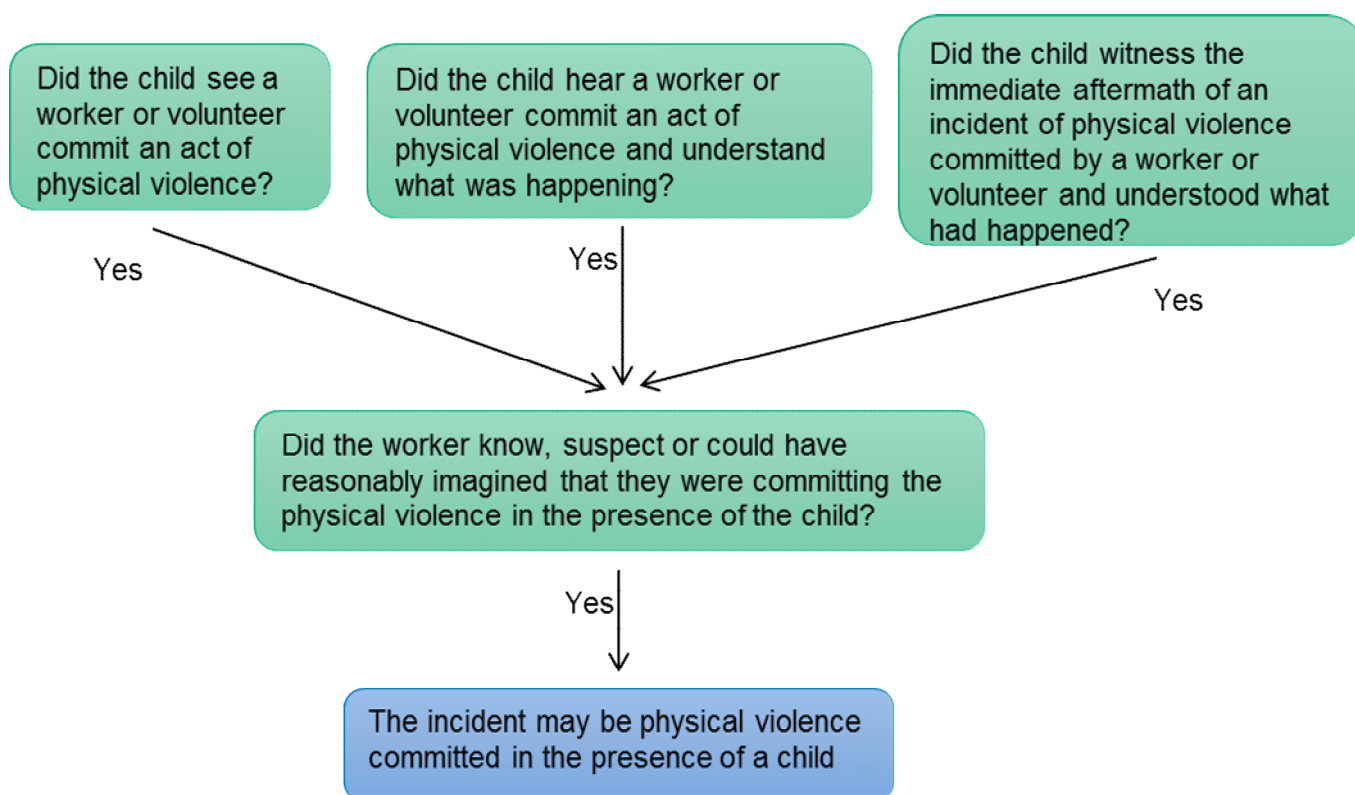 Did the child see a
worker or volunteer
commit an act of
physical violence?
Did the child hear a worker or
volunteer commit an act of
physical violence and understand
what was happening?
Did the child witness the
immediate aftermath of an
incident of physical violence
committed by a worker or
volunteer and understood what
had happened?
Yes
Yes
Yes
Did the worker know, suspect or could have
reasonably imagined that they were committing the
physical violence in the presence of the child?
Yes
The incident may be physical violence
committed in the presence of a child